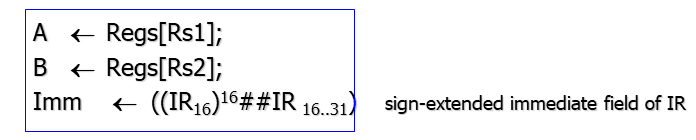 A ← Regs[Rs1];
B ← Regs[Rs2];
Imm ← ((IR₁₆)¹⁶##IR ₁₆..₃₁) sign-extended immediate field of IR